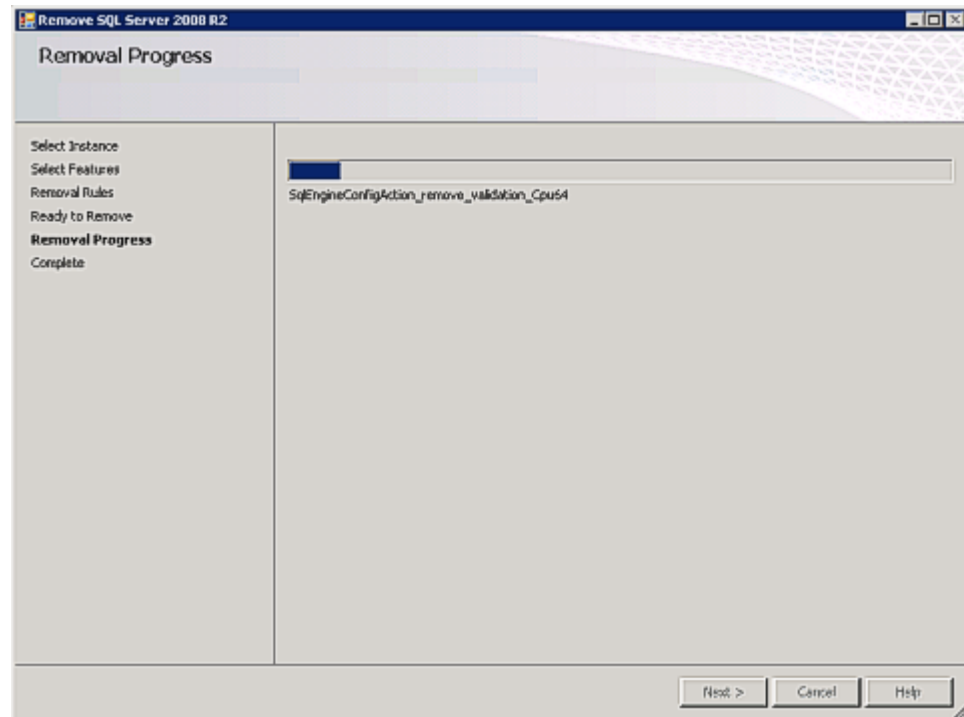 Remove SQL Server 2008 R2
Removal Progress
Select Instance
Select Features
Removal Rules
Ready to Remove
Removal Progress
Complete
SqlEngineConfigAction_remove_validation_Cpu64
Next >
Cancel
Help